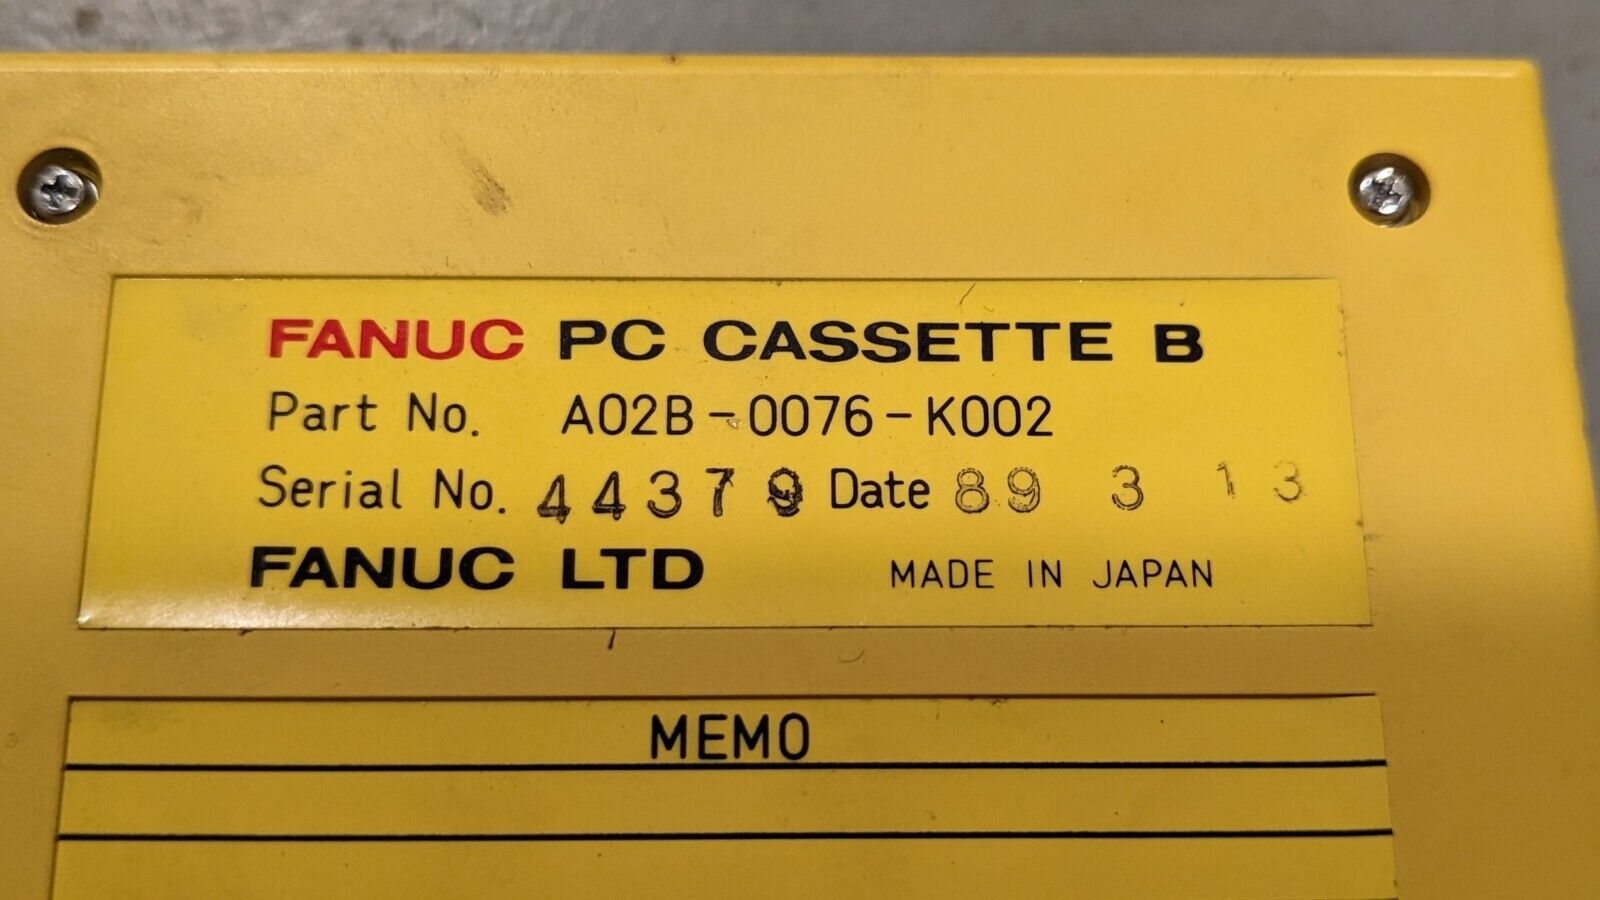 FANUC PC CASSETTE B
Part No. A02B-0076-K002
Serial No. 44379 Date 89 3 13
FANUC LTD MADE IN JAPAN
MEMO